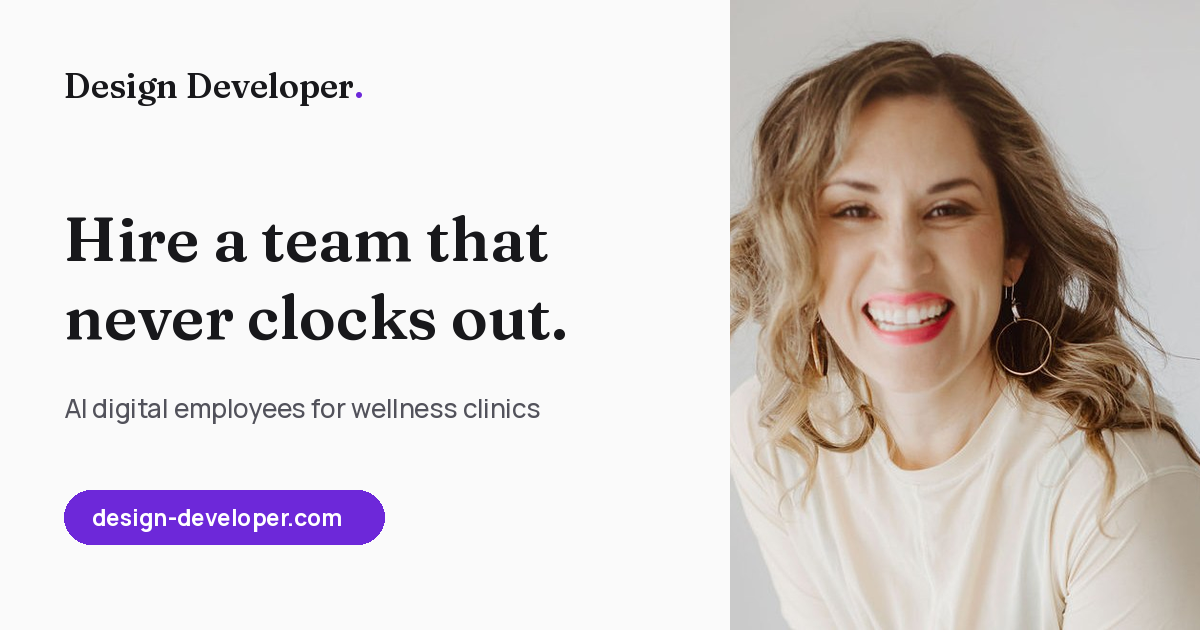 Design Developer.
Hire a team that
never clocks out.
AI digital employees for wellness clinics
design-developer.com